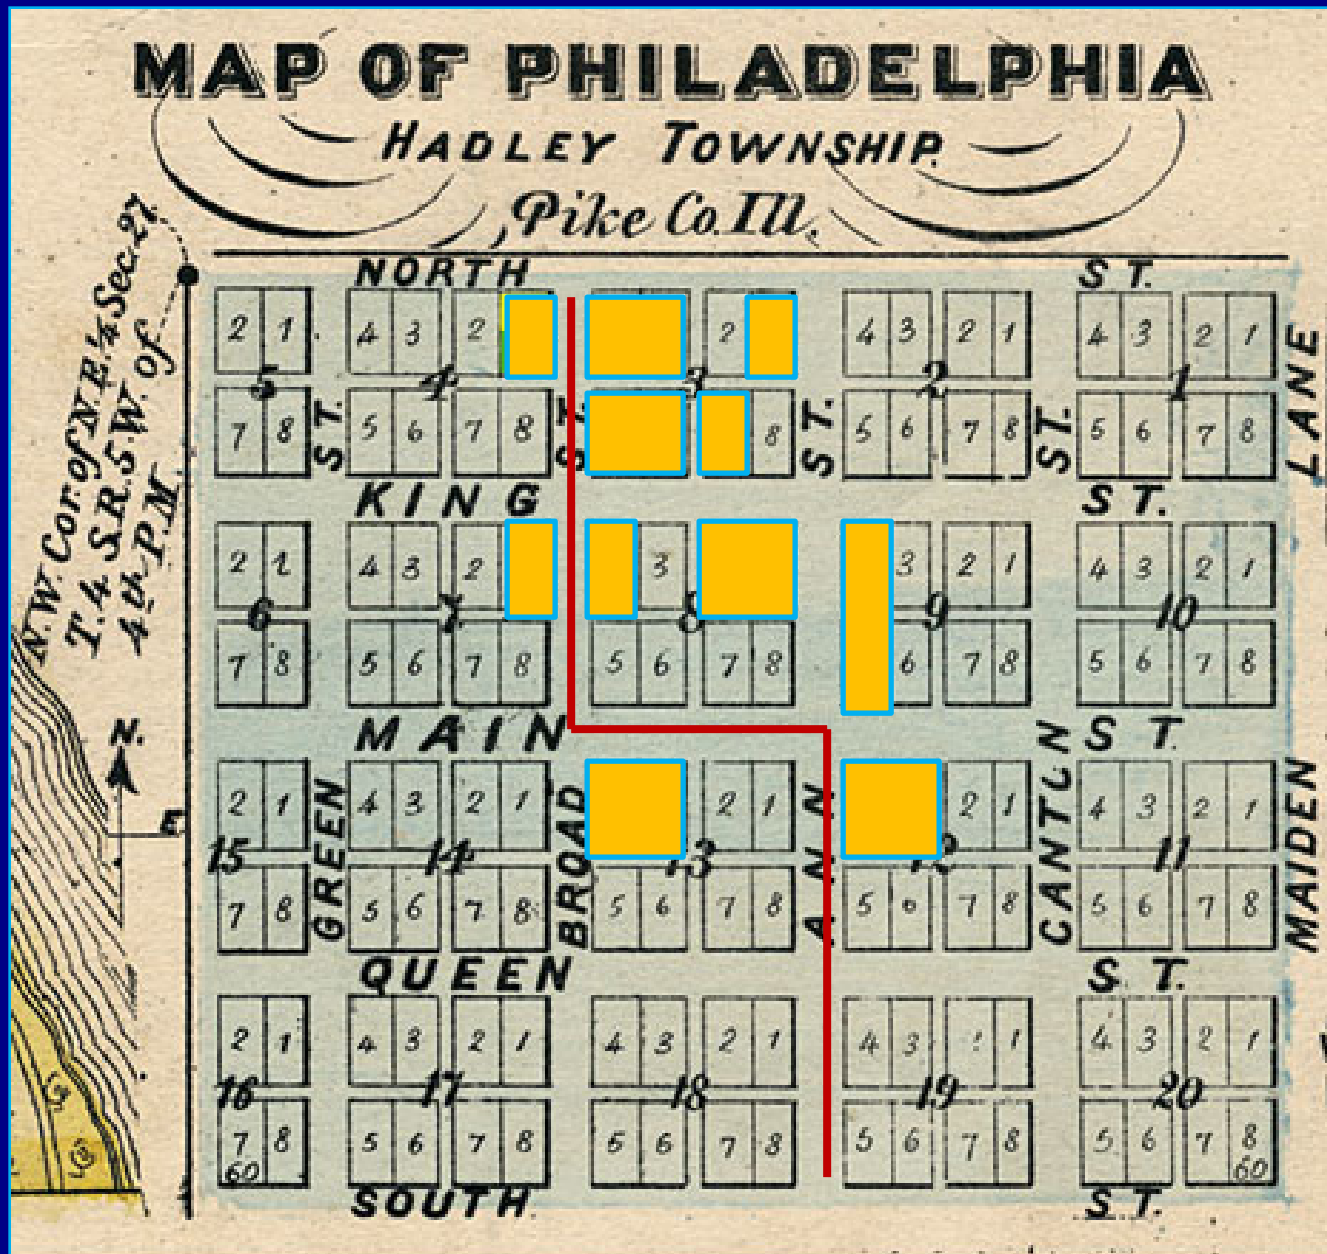 MAP OF PHILADELPHIA
HADLEY TOWNSHIP.
Pike Co. Ill.
N.W. Cor. of N.E. ¼ Sec. 27.
T. 4 S. R. 5 W. of
4th P.M.
NORTH ST.
2 1 4 3 2 2 4 3 2 1 4 3 2 1
5 4 3 2 1
7 8 5 6 7 8 8 5 6 7 8 5 6 7 8
ST. ST. ST. ST. LANE
KING ST.
2 1 4 3 2 3 3 2 1 4 3 2 1
6 7 8 9 10
7 8 5 6 7 8 5 6 7 8 6 7 8 5 6 7 8
N.
MAIN ST.
2 1 4 3 2 1 2 1 2 1 4 3 2 1
15 14 13 12 11
GREEN BROAD ANN CANTON MAIDEN
7 8 5 6 7 8 5 6 7 8 5 6 7 8 5 6 7 8
QUEEN ST.
2 1 4 3 2 1 4 3 2 1 4 3 1 4 3 2 1
16 17 18 19 20
7 8 5 6 7 8 5 6 7 8 5 6 7 8 5 6 7 8
60 60
SOUTH ST.